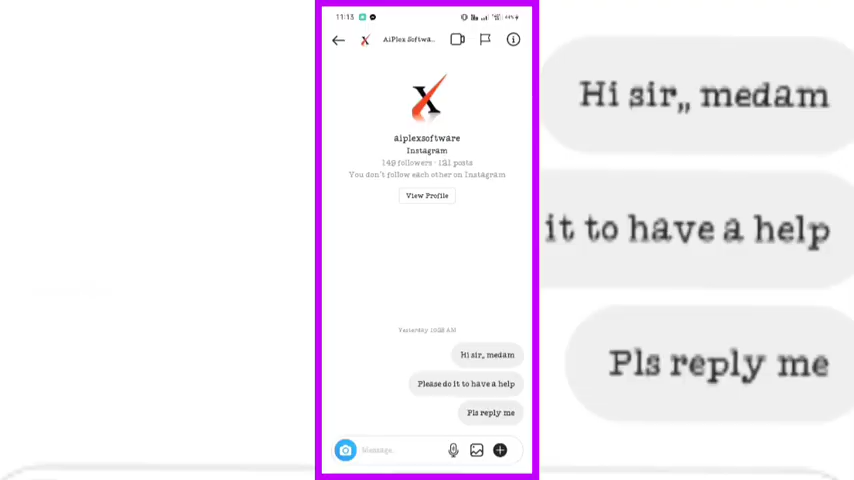 11:13
AiPlex Softwa..
Hi sir,, medam
aiplexsoftware
Instagram
149 followers · 121 posts
You don't follow each other on Instagram
View Profile
it to have a help
Yesterday AM
Hi sir,, medam
Pls reply me
Please do it to have a help
Pls reply me
Message..